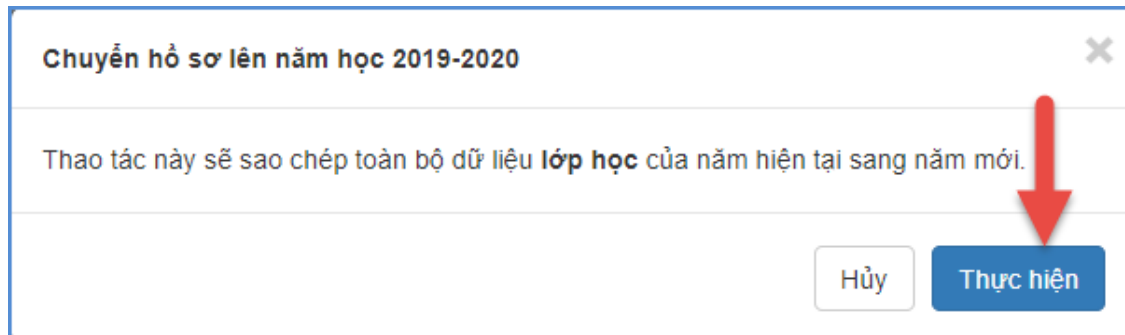 Chuyển hồ sơ lên năm học 2019-2020
Thao tác này sẽ sao chép toàn bộ dữ liệu lớp học của năm hiện tại sang năm mới.
Hủy
Thực hiện